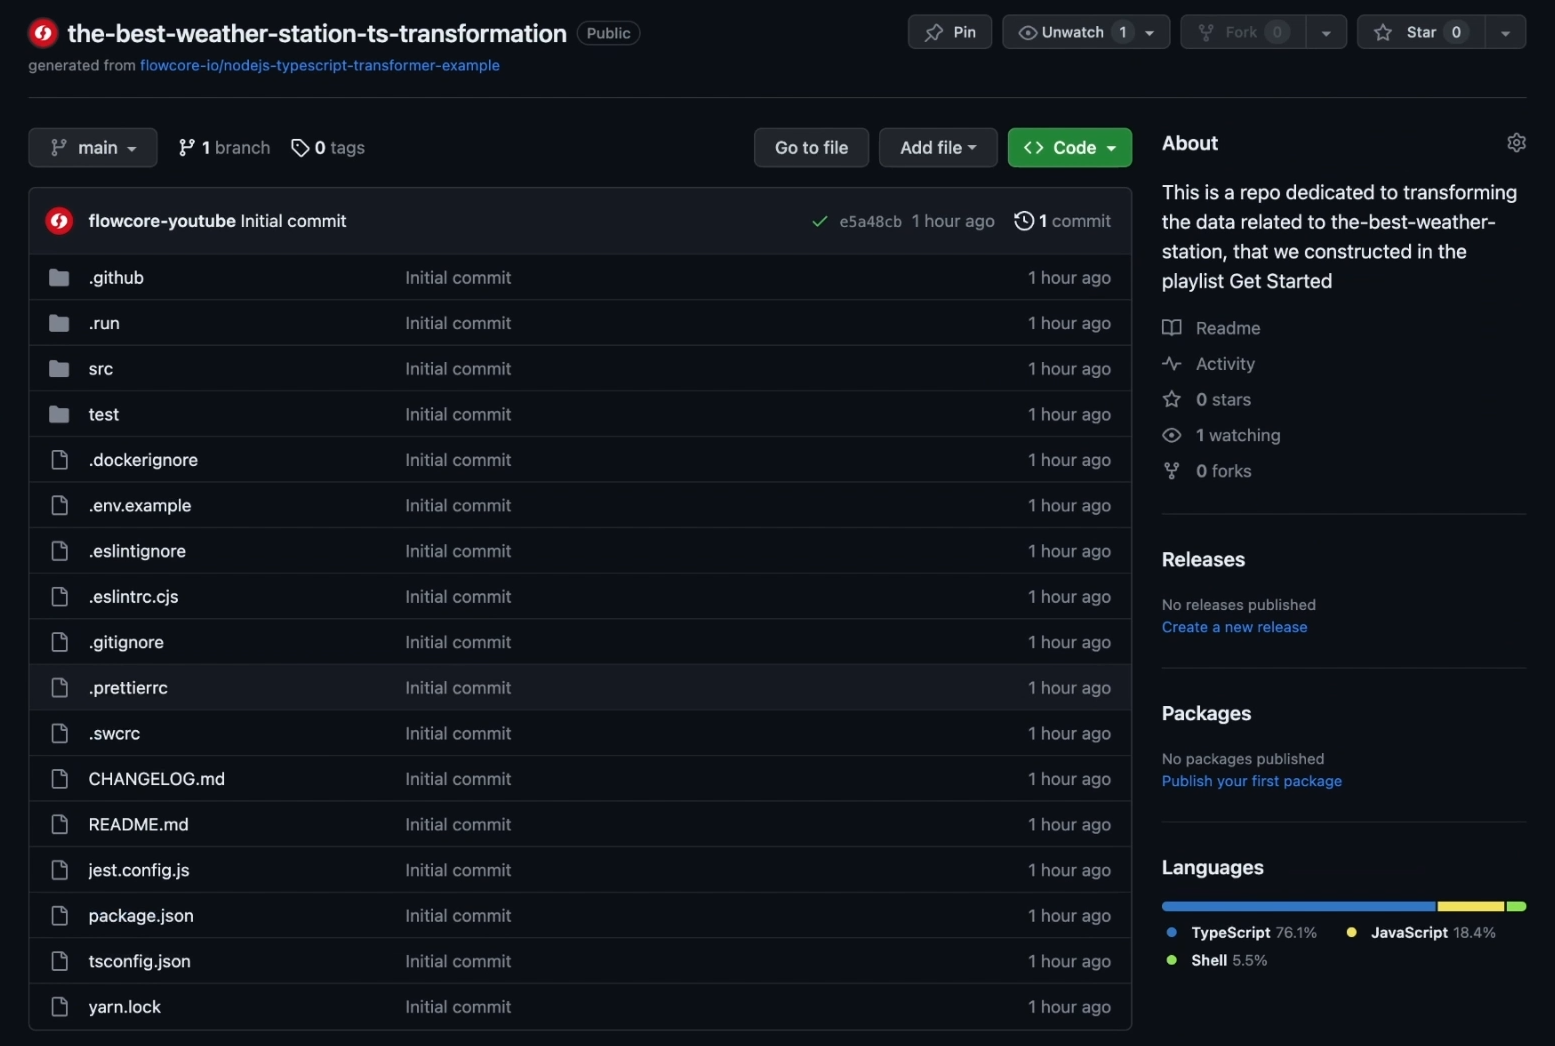 the-best-weather-station-ts-transformation Public
generated from flowcore-io/nodejs-typescript-transformer-example
Pin
Unwatch 1
Fork 0
Star 0
main
1 branch
0 tags
Go to file
Add file
Code
flowcore-youtube Initial commit
e5a48cb 1 hour ago
1 commit
.github Initial commit 1 hour ago
.run Initial commit 1 hour ago
src Initial commit 1 hour ago
test Initial commit 1 hour ago
.dockerignore Initial commit 1 hour ago
.env.example Initial commit 1 hour ago
.eslintignore Initial commit 1 hour ago
.eslintrc.cjs Initial commit 1 hour ago
.gitignore Initial commit 1 hour ago
.prettierrc Initial commit 1 hour ago
.swcrc Initial commit 1 hour ago
CHANGELOG.md Initial commit 1 hour ago
README.md Initial commit 1 hour ago
jest.config.js Initial commit 1 hour ago
package.json Initial commit 1 hour ago
tsconfig.json Initial commit 1 hour ago
yarn.lock Initial commit 1 hour ago
About
This is a repo dedicated to transforming
the data related to the-best-weather-
station, that we constructed in the
playlist Get Started
Readme
Activity
0 stars
1 watching
0 forks
Releases
No releases published
Create a new release
Packages
No packages published
Publish your first package
Languages
TypeScript 76.1%
JavaScript 18.4%
Shell 5.5%